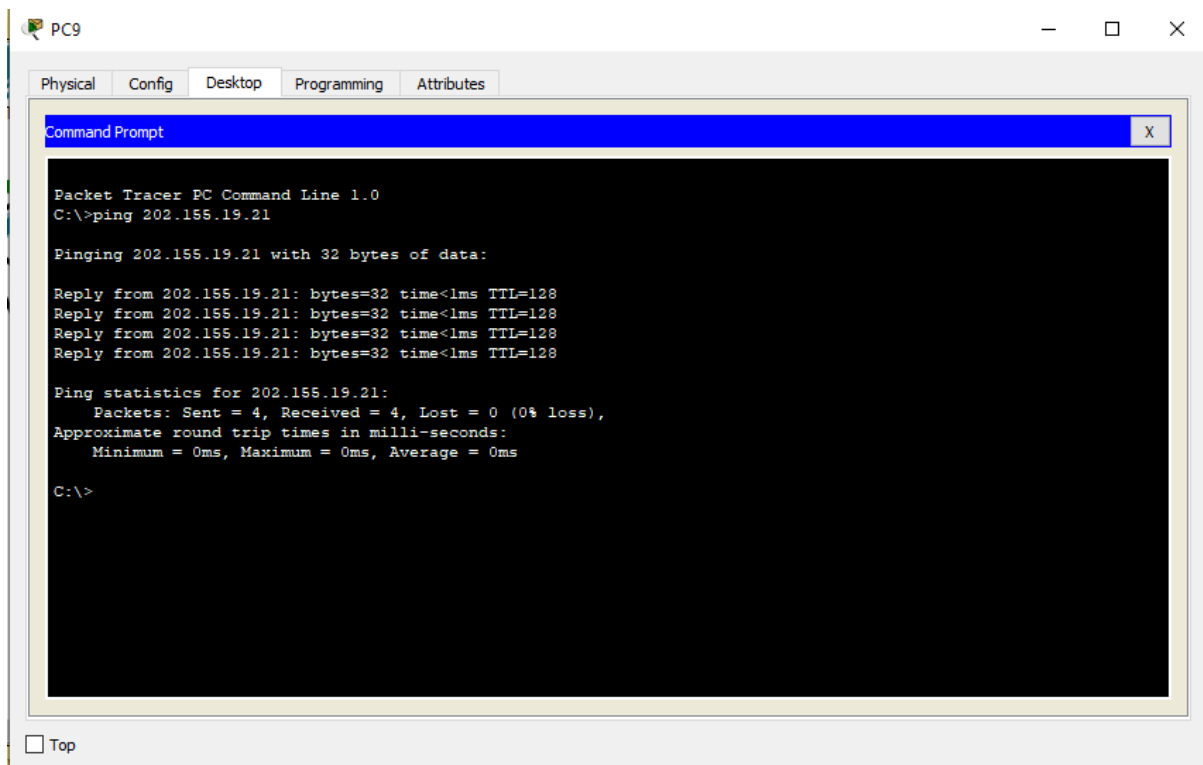 PC9
Physical Config Desktop Programming Attributes
Command Prompt X
Packet Tracer PC Command Line 1.0
C:\>ping 202.155.19.21
Pinging 202.155.19.21 with 32 bytes of data:
Reply from 202.155.19.21: bytes=32 time<1ms TTL=128
Reply from 202.155.19.21: bytes=32 time<1ms TTL=128
Reply from 202.155.19.21: bytes=32 time<1ms TTL=128
Reply from 202.155.19.21: bytes=32 time<1ms TTL=128
Ping statistics for 202.155.19.21:
    Packets: Sent = 4, Received = 4, Lost = 0 (0% loss),
Approximate round trip times in milli-seconds:
    Minimum = 0ms, Maximum = 0ms, Average = 0ms
C:\>
Top